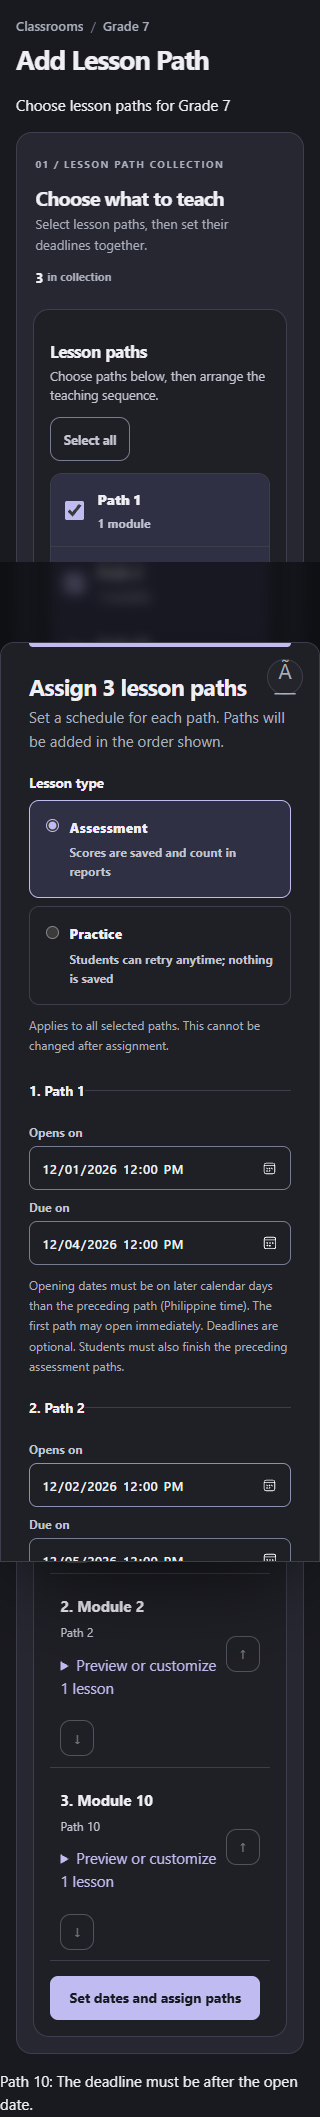 Classrooms / Grade 7
Add Lesson Path
Choose lesson paths for Grade 7
01 / LESSON PATH COLLECTION
Choose what to teach
Select lesson paths, then set their
deadlines together.
3 in collection
Lesson paths
Choose paths below, then arrange the
teaching sequence.
Select all
Path 1
1 module
Assign 3 lesson paths
Ã
Set a schedule for each path. Paths will
be added in the order shown.
Lesson type
Assessment
Scores are saved and count in
reports
Practice
Students can retry anytime; nothing
is saved
Applies to all selected paths. This cannot be
changed after assignment.
1. Path 1
Opens on
12/01/2026 12:00 PM
Due on
12/04/2026 12:00 PM
Opening dates must be on later calendar days
than the preceding path (Philippine time). The
first path may open immediately. Deadlines are
optional. Students must also finish the preceding
assessment paths.
2. Path 2
Opens on
12/02/2026 12:00 PM
Due on
12/05/2026 12:00 PM
2. Module 2
Path 2
▶ Preview or customize
1 lesson
↑
↓
3. Module 10
Path 10
▶ Preview or customize
1 lesson
↑
↓
Set dates and assign paths
Path 10: The deadline must be after the open
date.